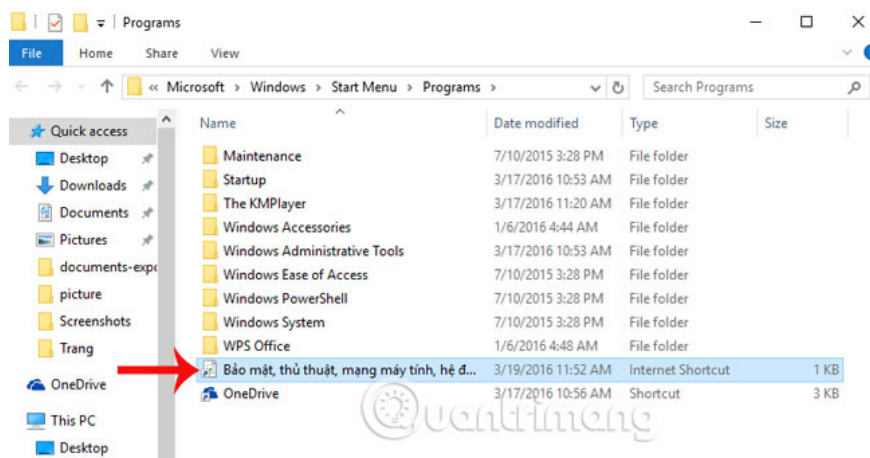 Programs
File Home Share View
« Microsoft > Windows > Start Menu > Programs > Search Programs
Name Date modified Type Size
Quick access
Desktop
Downloads
Documents
Pictures
documents-expo
picture
Screenshots
Trang
OneDrive
This PC
Desktop
Maintenance 7/10/2015 3:28 PM File folder
Startup 3/17/2016 10:53 AM File folder
The KMPlayer 3/17/2016 11:20 AM File folder
Windows Accessories 1/6/2016 4:44 AM File folder
Windows Administrative Tools 3/17/2016 10:53 AM File folder
Windows Ease of Access 7/10/2015 3:28 PM File folder
Windows PowerShell 7/10/2015 3:28 PM File folder
Windows System 7/10/2015 3:28 PM File folder
WPS Office 1/6/2016 4:48 AM File folder
Bảo mật, thủ thuật, mạng máy tính, hệ đ... 3/19/2016 11:52 AM Internet Shortcut 1 KB
OneDrive 3/17/2016 10:56 AM Shortcut 3 KB
Quantrimang